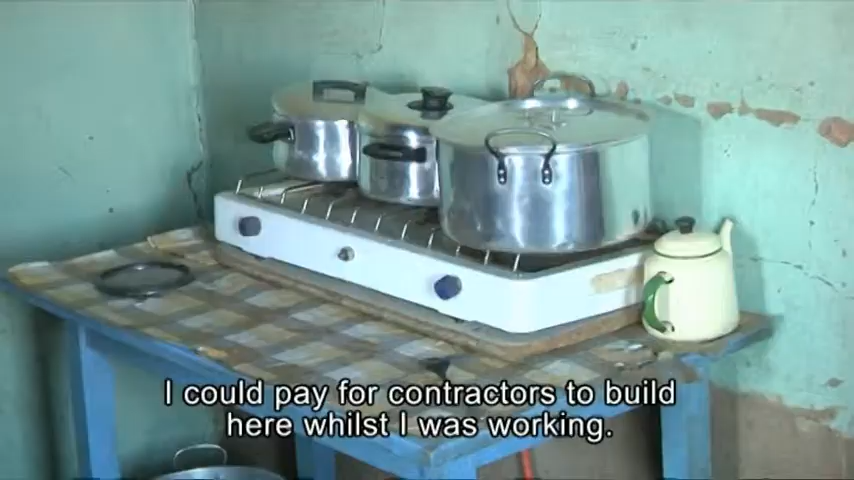 I could pay for contractors to build
here whilst I was working.